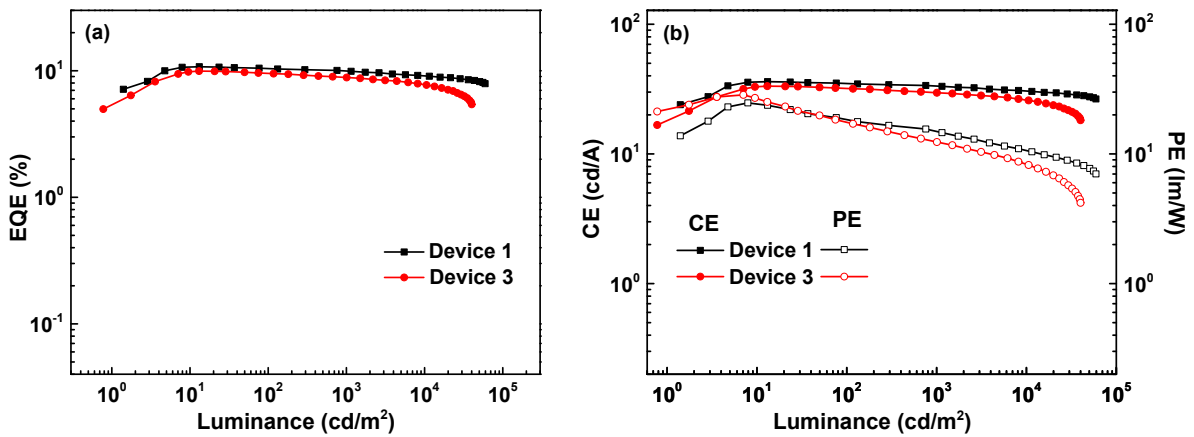 (a)
EQE (%)
10¹
10⁰
10⁻¹
Device 1
Device 3
10⁰ 10¹ 10² 10³ 10⁴ 10⁵
Luminance (cd/m²)
(b)
CE (cd/A)
10²
10¹
10⁰
CE PE
Device 1
Device 3
10⁰ 10¹ 10² 10³ 10⁴ 10⁵
Luminance (cd/m²)
10²
10¹
10⁰
PE (lm/W)